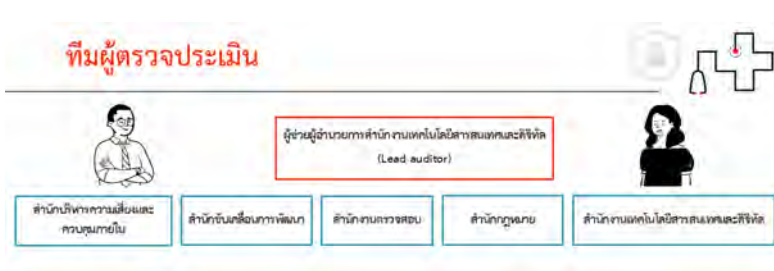 ทีมผู้ตรวจประเมิน
ผู้ช่วยผู้อำนวยการสำนักงานเทคโนโลยีสารสนเทศและดิจิทัล
(Lead auditor)
สำนักบริหารความเสี่ยงและ
ควบคุมภายใน
สำนักขับเคลื่อนการพัฒนา
สำนักงานตรวจสอบ
สำนักกฎหมาย
สำนักงานเทคโนโลยีสารสนเทศและดิจิทัล